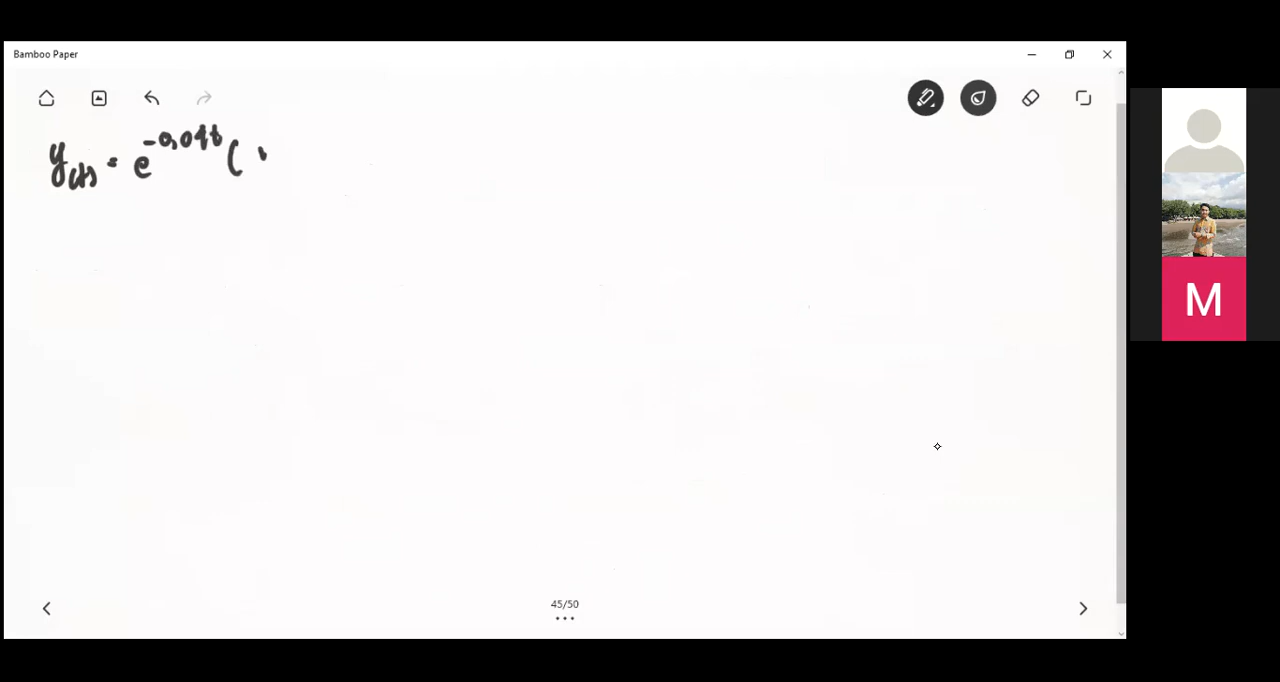 Bamboo Paper
y(t) = e^-0,04t (
M
45/50